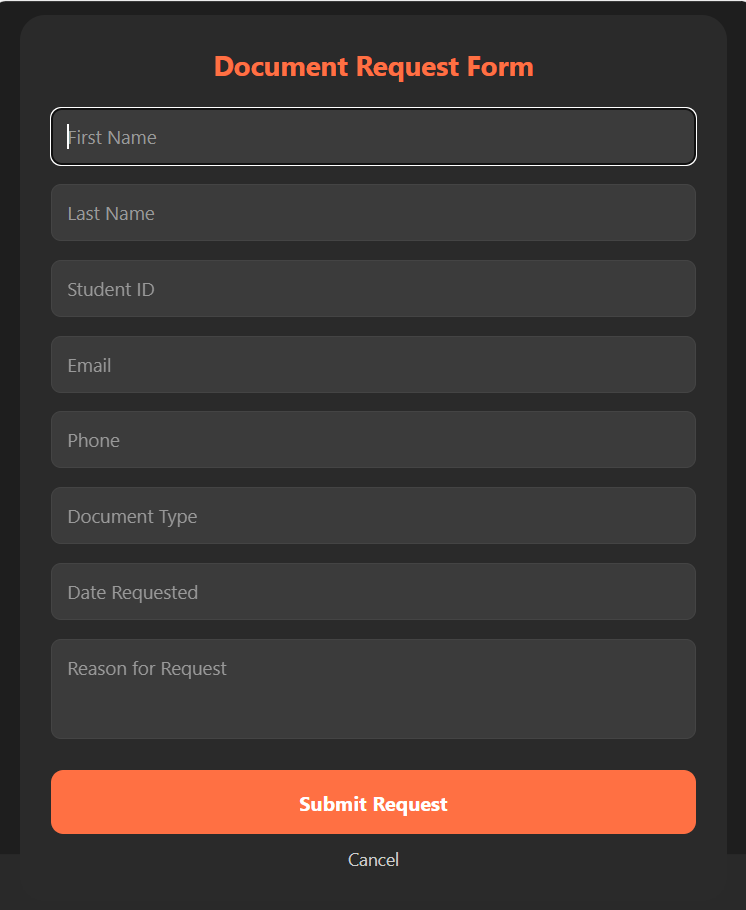 Document Request Form
First Name
Last Name
Student ID
Email
Phone
Document Type
Date Requested
Reason for Request
Submit Request
Cancel